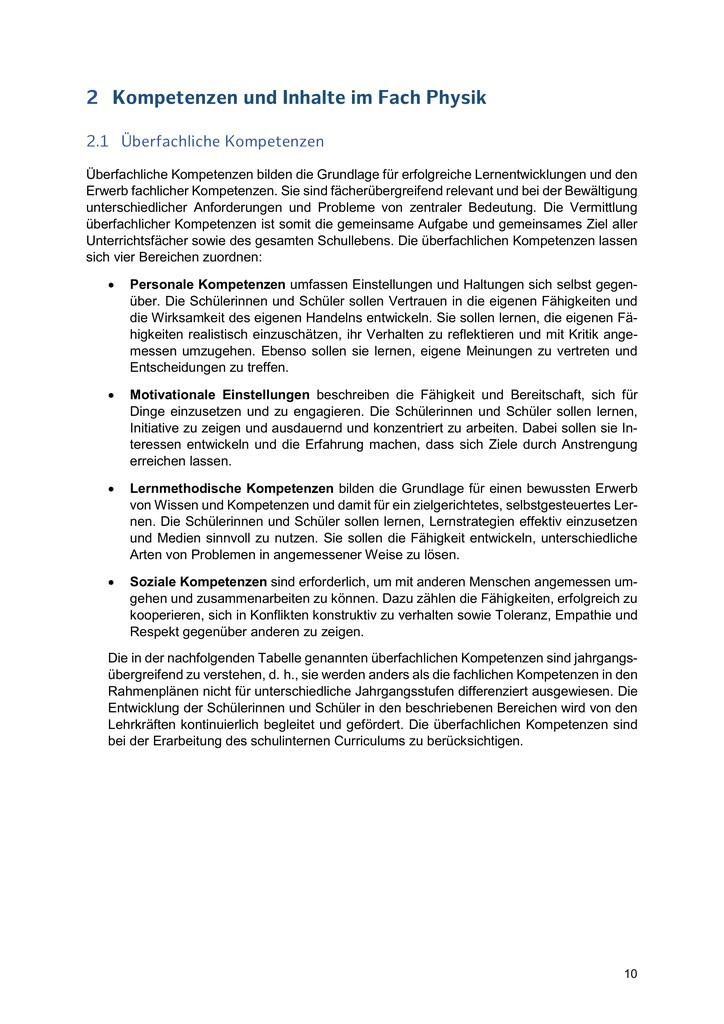 2 Kompetenzen und Inhalte im Fach Physik
2.1 Überfachliche Kompetenzen
Überfachliche Kompetenzen bilden die Grundlage für erfolgreiche Lernentwicklungen und den
Erwerb fachlicher Kompetenzen. Sie sind fächerübergreifend relevant und bei der Bewältigung
unterschiedlicher Anforderungen und Probleme von zentraler Bedeutung. Die Vermittlung
überfachlicher Kompetenzen ist somit die gemeinsame Aufgabe und gemeinsames Ziel aller
Unterrichtsfächer sowie des gesamten Schullebens. Die überfachlichen Kompetenzen lassen
sich vier Bereichen zuordnen:
• Personale Kompetenzen umfassen Einstellungen und Haltungen sich selbst gegen-
über. Die Schülerinnen und Schüler sollen Vertrauen in die eigenen Fähigkeiten und
die Wirksamkeit des eigenen Handelns entwickeln. Sie sollen lernen, die eigenen Fä-
higkeiten realistisch einzuschätzen, ihr Verhalten zu reflektieren und mit Kritik ange-
messen umzugehen. Ebenso sollen sie lernen, eigene Meinungen zu vertreten und
Entscheidungen zu treffen.
• Motivationale Einstellungen beschreiben die Fähigkeit und Bereitschaft, sich für
Dinge einzusetzen und zu engagieren. Die Schülerinnen und Schüler sollen lernen,
Initiative zu zeigen und ausdauernd und konzentriert zu arbeiten. Dabei sollen sie In-
teressen entwickeln und die Erfahrung machen, dass sich Ziele durch Anstrengung
erreichen lassen.
• Lernmethodische Kompetenzen bilden die Grundlage für einen bewussten Erwerb
von Wissen und Kompetenzen und damit für ein zielgerichtetes, selbstgesteuertes Ler-
nen. Die Schülerinnen und Schüler sollen lernen, Lernstrategien effektiv einzusetzen
und Medien sinnvoll zu nutzen. Sie sollen die Fähigkeit entwickeln, unterschiedliche
Arten von Problemen in angemessener Weise zu lösen.
• Soziale Kompetenzen sind erforderlich, um mit anderen Menschen angemessen um-
gehen und zusammenarbeiten zu können. Dazu zählen die Fähigkeiten, erfolgreich zu
kooperieren, sich in Konflikten konstruktiv zu verhalten sowie Toleranz, Empathie und
Respekt gegenüber anderen zu zeigen.
Die in der nachfolgenden Tabelle genannten überfachlichen Kompetenzen sind jahrgangs-
übergreifend zu verstehen, d. h., sie werden anders als die fachlichen Kompetenzen in den
Rahmenplänen nicht für unterschiedliche Jahrgangsstufen differenziert ausgewiesen. Die
Entwicklung der Schülerinnen und Schüler in den beschriebenen Bereichen wird von den
Lehrkräften kontinuierlich begleitet und gefördert. Die überfachlichen Kompetenzen sind
bei der Erarbeitung des schulinternen Curriculums zu berücksichtigen.
10